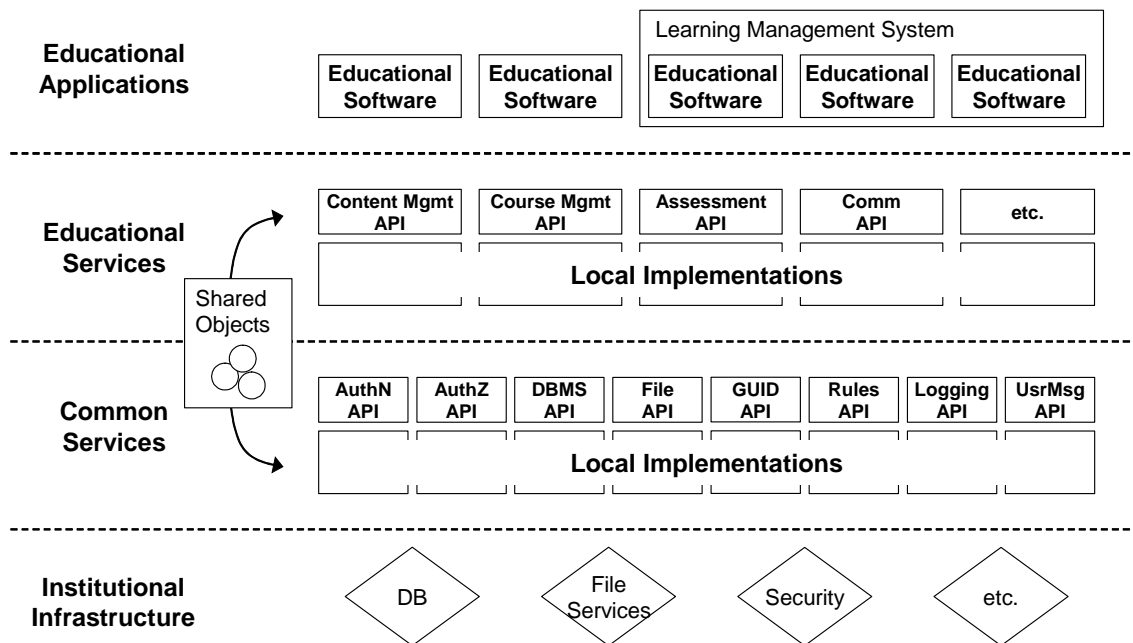 Educational
Applications
Learning Management System
Educational
Software
Educational
Software
Educational
Software
Educational
Software
Educational
Software
Educational
Services
Content Mgmt
API
Course Mgmt
API
Assessment
API
Comm
API
etc.
Local Implementations
Shared
Objects
Common
Services
AuthN
API
AuthZ
API
DBMS
API
File
API
GUID
API
Rules
API
Logging
API
UsrMsg
API
Local Implementations
Institutional
Infrastructure
DB
File
Services
Security
etc.